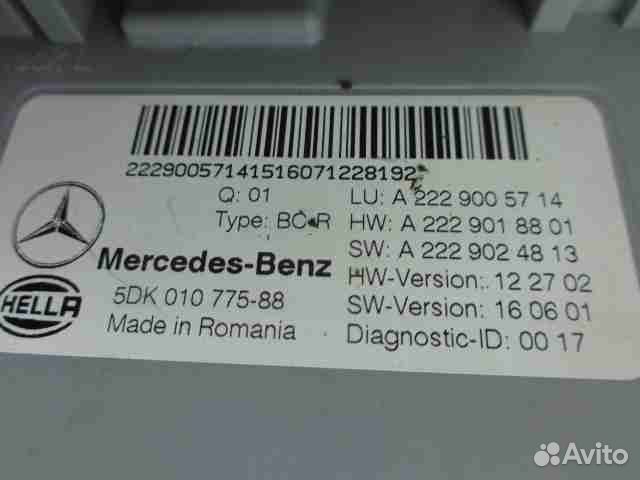 22290057141516071228192
Q: 01
Type: BC-R
LU: A 222 900 57 14
HW: A 222 901 88 01
SW: A 222 902 48 13
HW-Version: 12 27 02
SW-Version: 16 06 01
Diagnostic-ID: 00 17
Mercedes-Benz
HELLA
5DK 010 775-88
Made in Romania
Avito